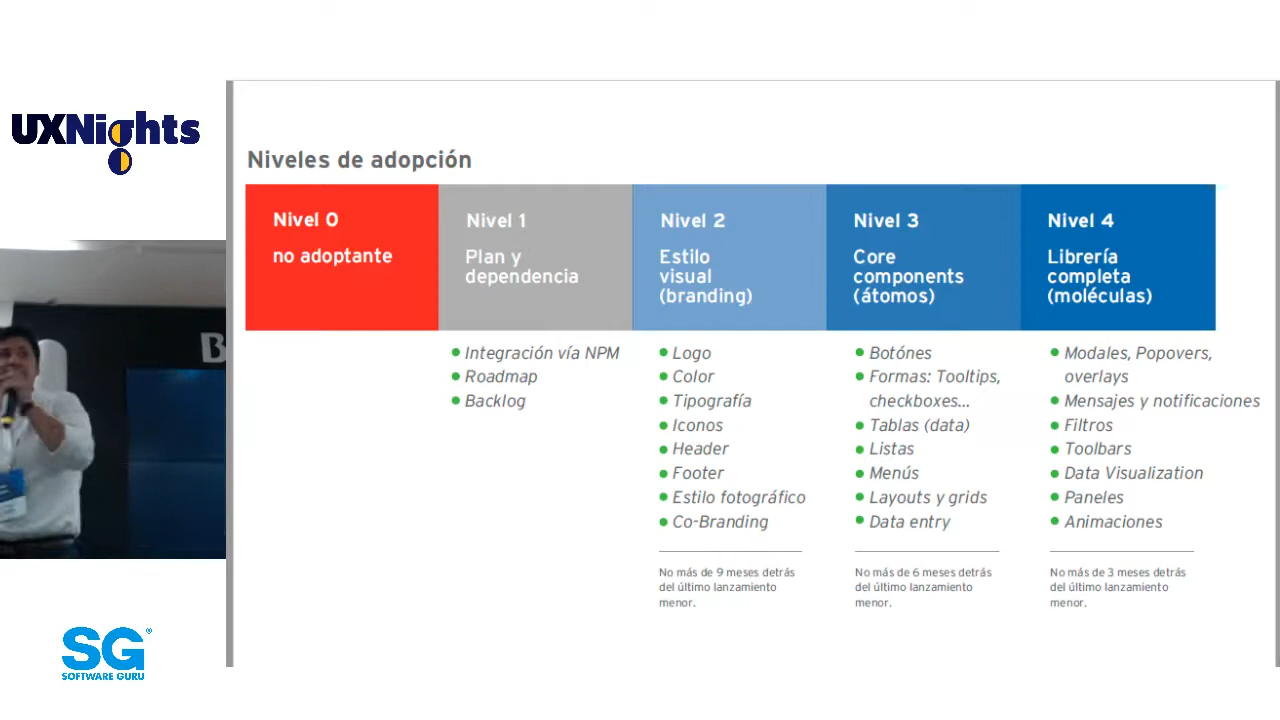 UXNights
Niveles de adopción
Nivel 0
no adoptante
Nivel 1
Plan y
dependencia
Nivel 2
Estilo
visual
(branding)
Nivel 3
Core
components
(átomos)
Nivel 4
Librería
completa
(moléculas)
Integración vía NPM
Roadmap
Backlog
Logo
Color
Tipografía
Iconos
Header
Footer
Estilo fotográfico
Co-Branding
No más de 9 meses detrás
del último lanzamiento
menor.
Botónes
Formas: Tooltips,
checkboxes...
Tablas (data)
Listas
Menús
Layouts y grids
Data entry
No más de 6 meses detrás
del último lanzamiento
menor.
Modales, Popovers,
overlays
Mensajes y notificaciones
Filtros
Toolbars
Data Visualization
Paneles
Animaciones
No más de 3 meses detrás
del último lanzamiento
menor.
B
SG®
SOFTWARE GURU